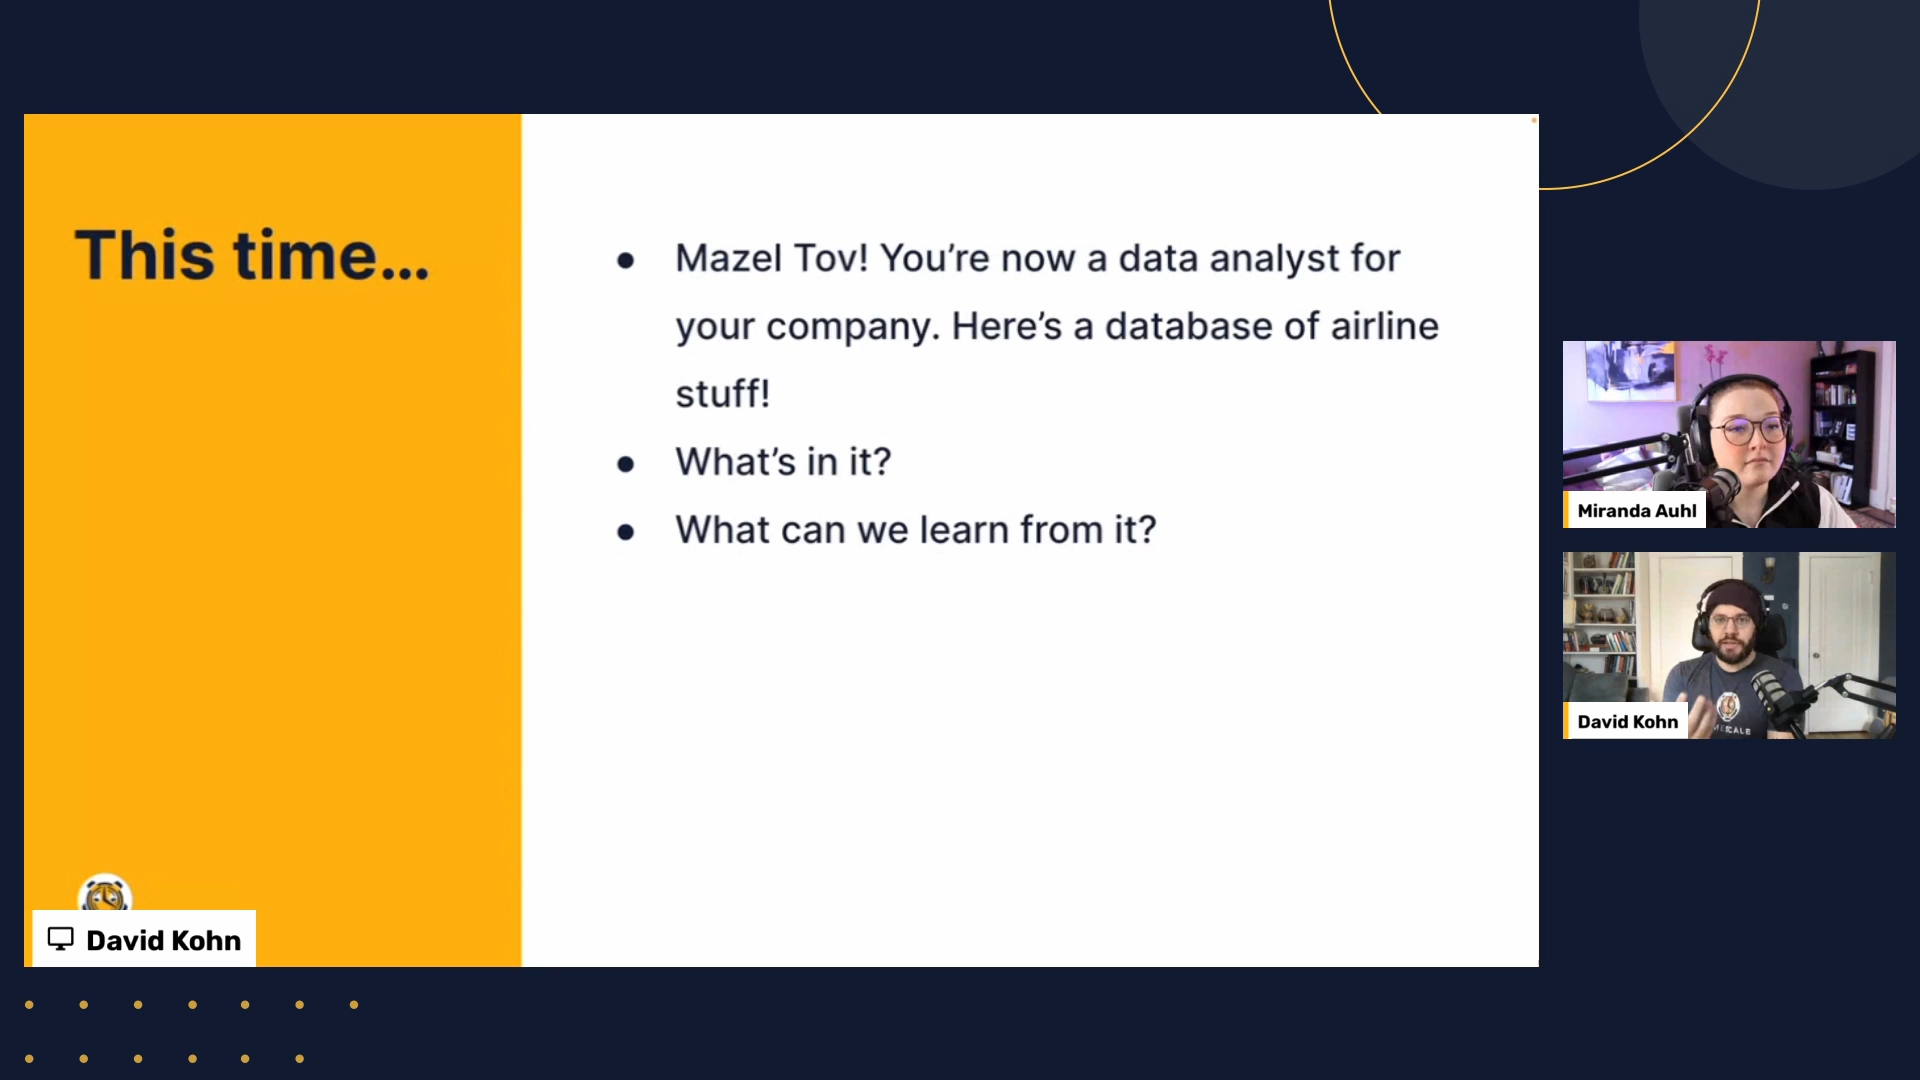 This time...
● Mazel Tov! You’re now a data analyst for
your company. Here’s a database of airline
stuff!
● What’s in it?
● What can we learn from it?
David Kohn
Miranda Auhl
David Kohn